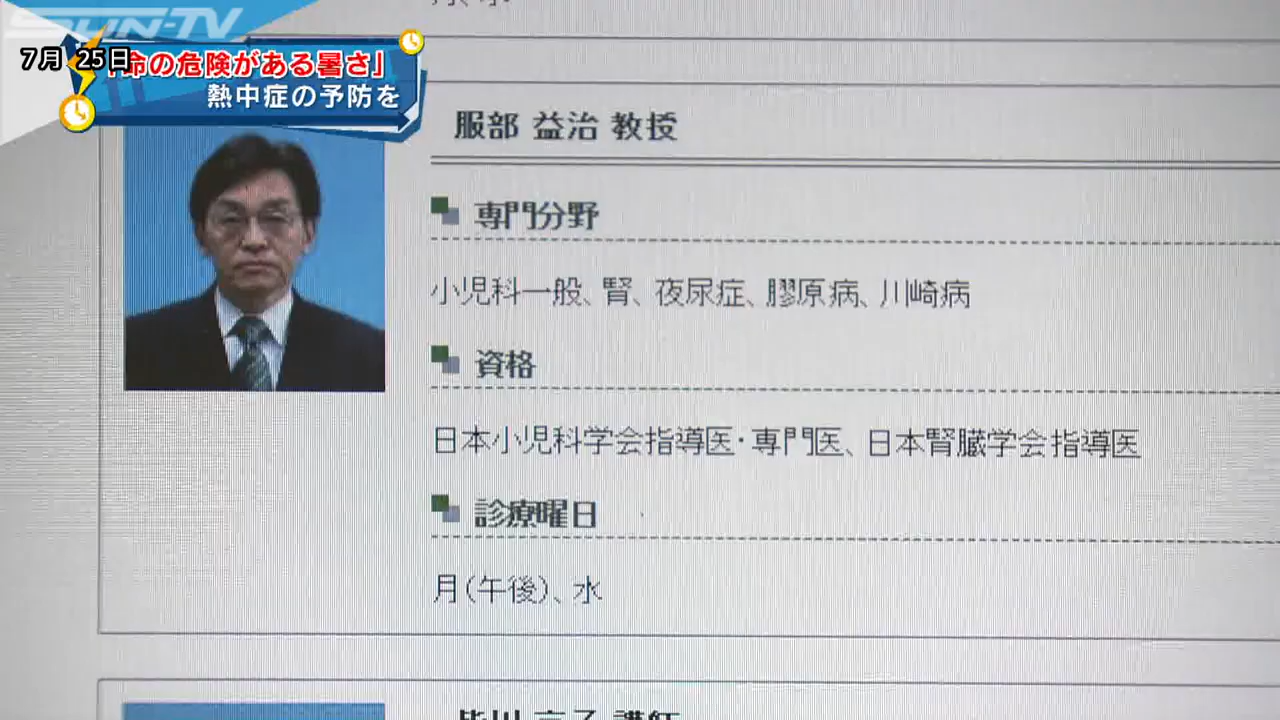 SUN-TV
7月 25日
「命の危険がある暑さ」
熱中症の予防を
服部 益治 教授
専門分野
小児科一般、腎、夜尿症、膠原病、川崎病
資格
日本小児科学会指導医・専門医、日本腎臓学会指導医
診療曜日
月(午後)、水